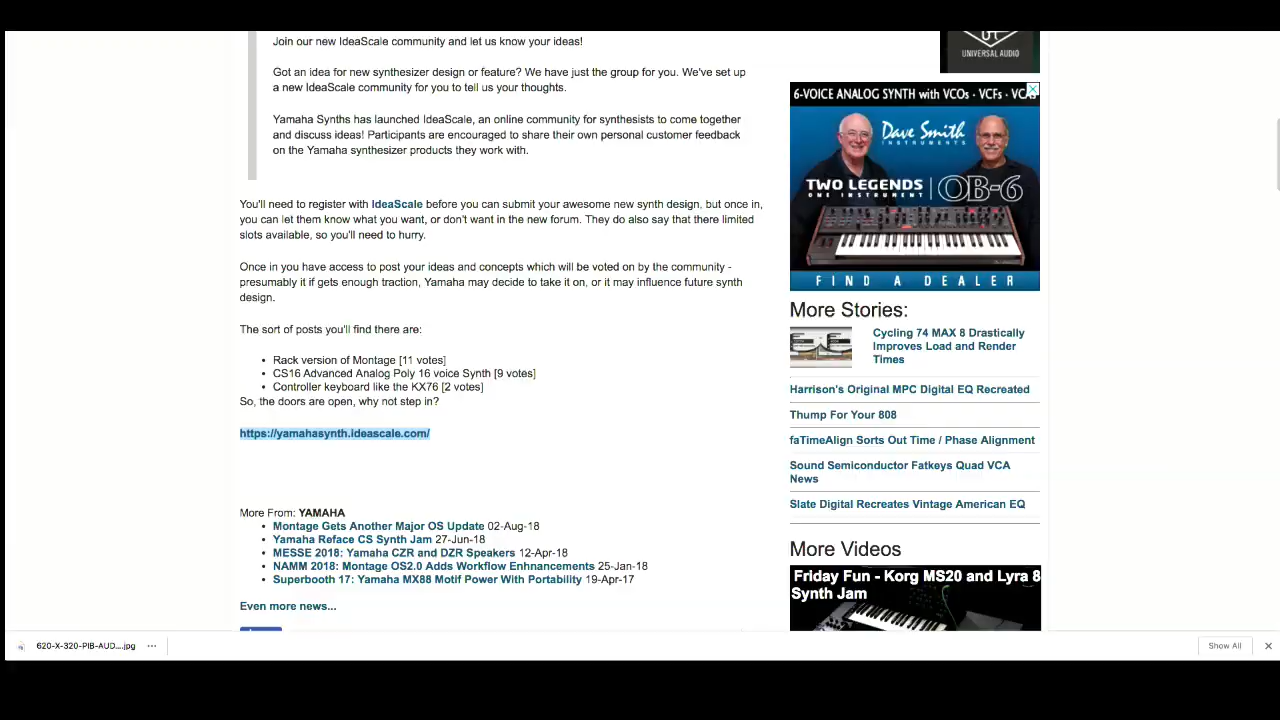 Join our new IdeaScale community and let us know your ideas!
Got an idea for new synthesizer design or feature? We have just the group for you. We've set up
a new IdeaScale community for you to tell us your thoughts.
Yamaha Synths has launched IdeaScale, an online community for synthesists to come together
and discuss ideas! Participants are encouraged to share their own personal customer feedback
on the Yamaha synthesizer products they work with.
You'll need to register with IdeaScale before you can submit your awesome new synth design, but once in,
you can let them know what you want, or don't want in the new forum. They do also say that there limited
slots available, so you'll need to hurry.
Once in you have access to post your ideas and concepts which will be voted on by the community -
presumably it if gets enough traction, Yamaha may decide to take it on, or it may influence future synth
design.
The sort of posts you'll find there are:
• Rack version of Montage [11 votes]
• CS16 Advanced Analog Poly 16 voice Synth [9 votes]
• Controller keyboard like the KX76 [2 votes]
So, the doors are open, why not step in?
https://yamahasynth.ideascale.com/
More From: YAMAHA
• Montage Gets Another Major OS Update 02-Aug-18
• Yamaha Reface CS Synth Jam 27-Jun-18
• MESSE 2018: Yamaha CZR and DZR Speakers 12-Apr-18
• NAMM 2018: Montage OS2.0 Adds Workflow Enhnancements 25-Jan-18
• Superbooth 17: Yamaha MX88 Motif Power With Portability 19-Apr-17
Even more news...
UNIVERSAL AUDIO
6-VOICE ANALOG SYNTH with VCOs · VCFs · VCAs
Dave Smith
INSTRUMENTS
TWO LEGENDS
ONE INSTRUMENT
OB-6
FIND A DEALER
More Stories:
Cycling 74 MAX 8 Drastically
Improves Load and Render
Times
Harrison's Original MPC Digital EQ Recreated
Thump For Your 808
faTimeAlign Sorts Out Time / Phase Alignment
Sound Semiconductor Fatkeys Quad VCA
News
Slate Digital Recreates Vintage American EQ
More Videos
Friday Fun - Korg MS20 and Lyra 8
Synth Jam
620-X-320-PIB-AUD....jpg
Show All